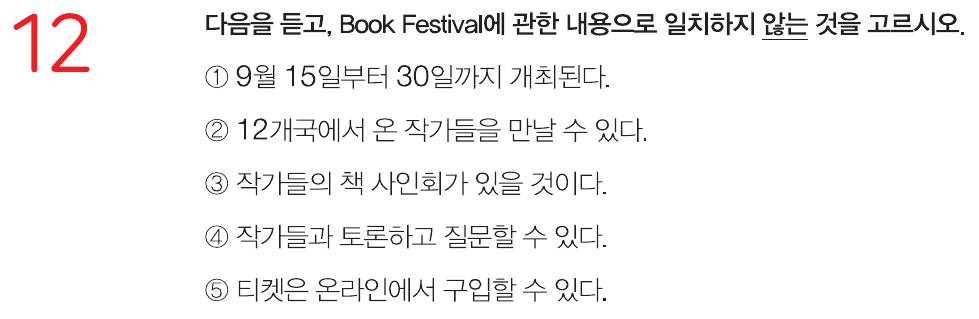 12
다음을 듣고, Book Festival에 관한 내용으로 일치하지 않는 것을 고르시오.
① 9월 15일부터 30일까지 개최된다.
② 12개국에서 온 작가들을 만날 수 있다.
③ 작가들의 책 사인회가 있을 것이다.
④ 작가들과 토론하고 질문할 수 있다.
⑤ 티켓은 온라인에서 구입할 수 있다.